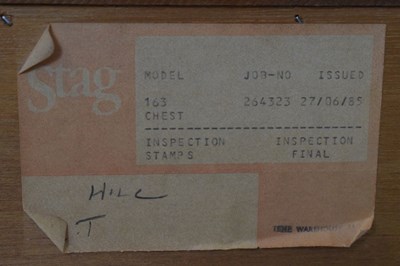 Stag
MODEL JOB-NO ISSUED
163 264323 27/06/85
CHEST
INSPECTION INSPECTION
STAMPS FINAL
HILL
.T